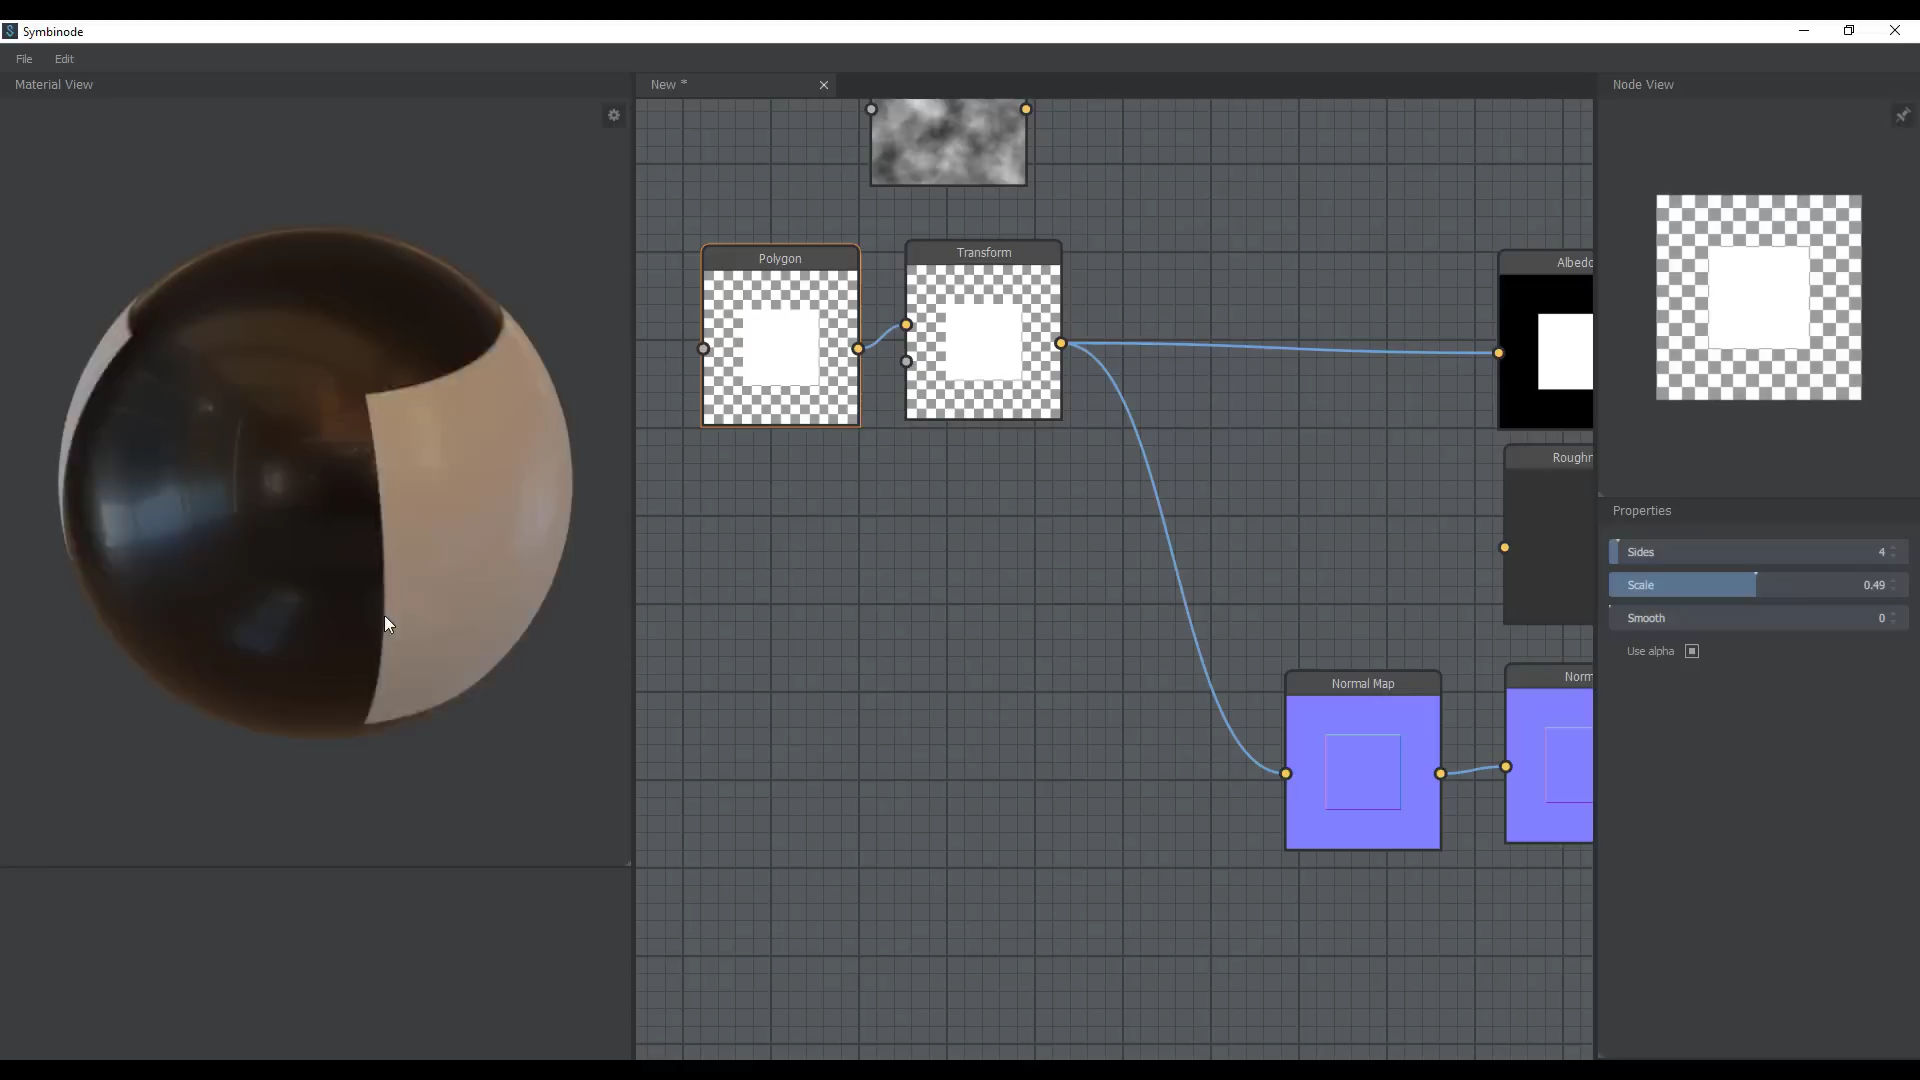 Symbinode
File Edit
Material View
New *
Node View
Polygon
Transform
Albedo
Roughn
Normal Map
Norm
Properties
Sides 4
Scale 0.49
Smooth 0
Use alpha